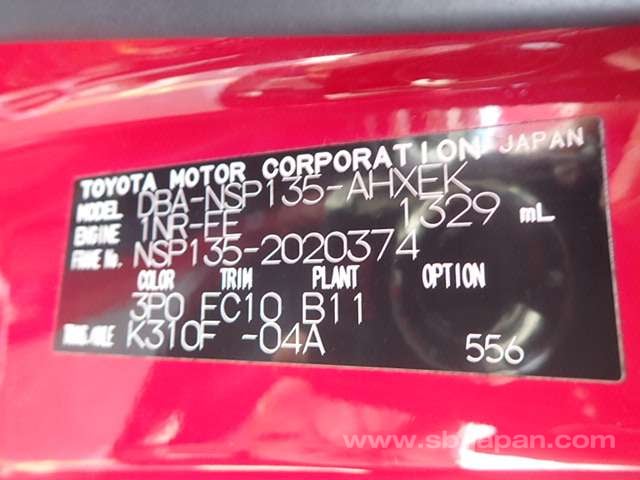 TOYOTA MOTOR CORPORATION JAPAN
MODEL DBA-NSP135-AHXEK
ENGINE 1NR-FE 1329 mL
FRAME No. NSP135-2020374
COLOR TRIM PLANT OPTION
3P0 FC10 B11
TRANS./AXLE K310F -04A 556
www.sbtjapan.com